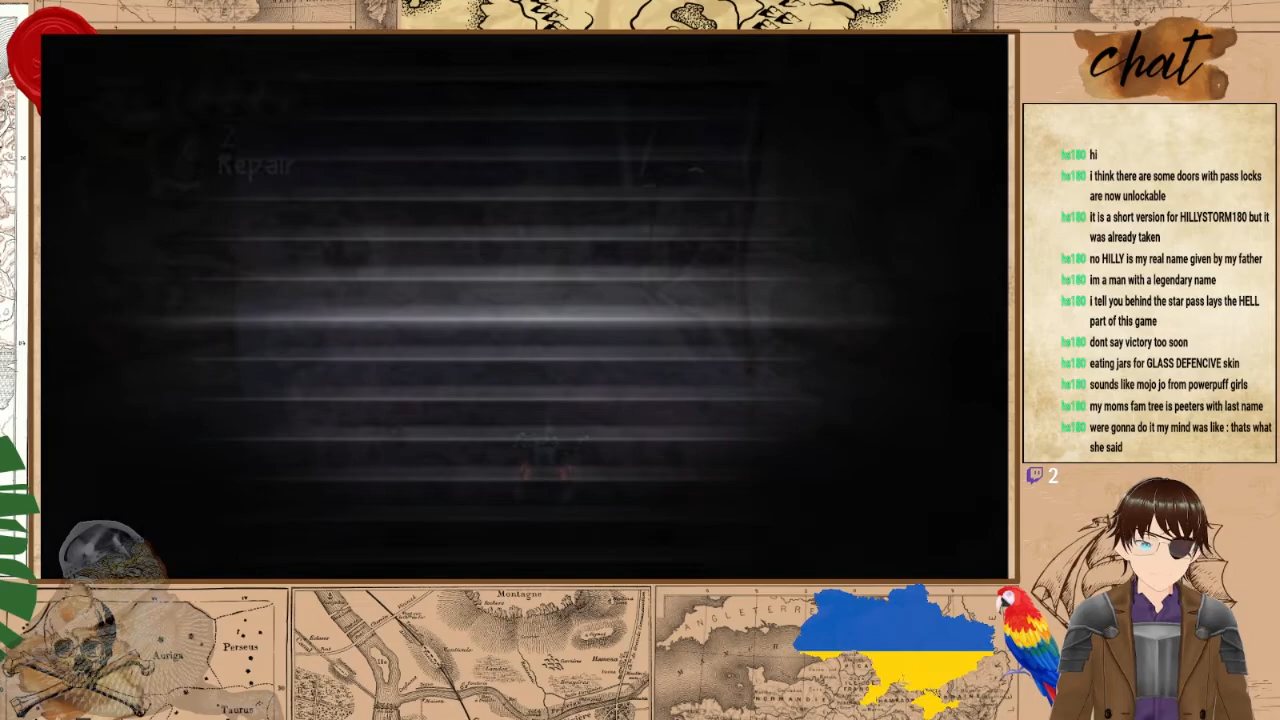 chat
2
Repair
hs180 hi
hs180 i think there are some doors with pass locks
are now unlockable
hs180 it is a short version for HILLYSTORM180 but it
was already taken
hs180 no HILLY is my real name given by my father
hs180 im a man with a legendary name
hs180 i tell you behind the star pass lays the HELL
part of this game
hs180 dont say victory too soon
hs180 eating jars for GLASS DEFENCIVE skin
hs180 sounds like mojo jo from powerpuff girls
hs180 my moms fam tree is peeters with last name
hs180 were gonna do it my mind was like : thats what
she said
2
Montagne
Auriga
Perseus
Taurus